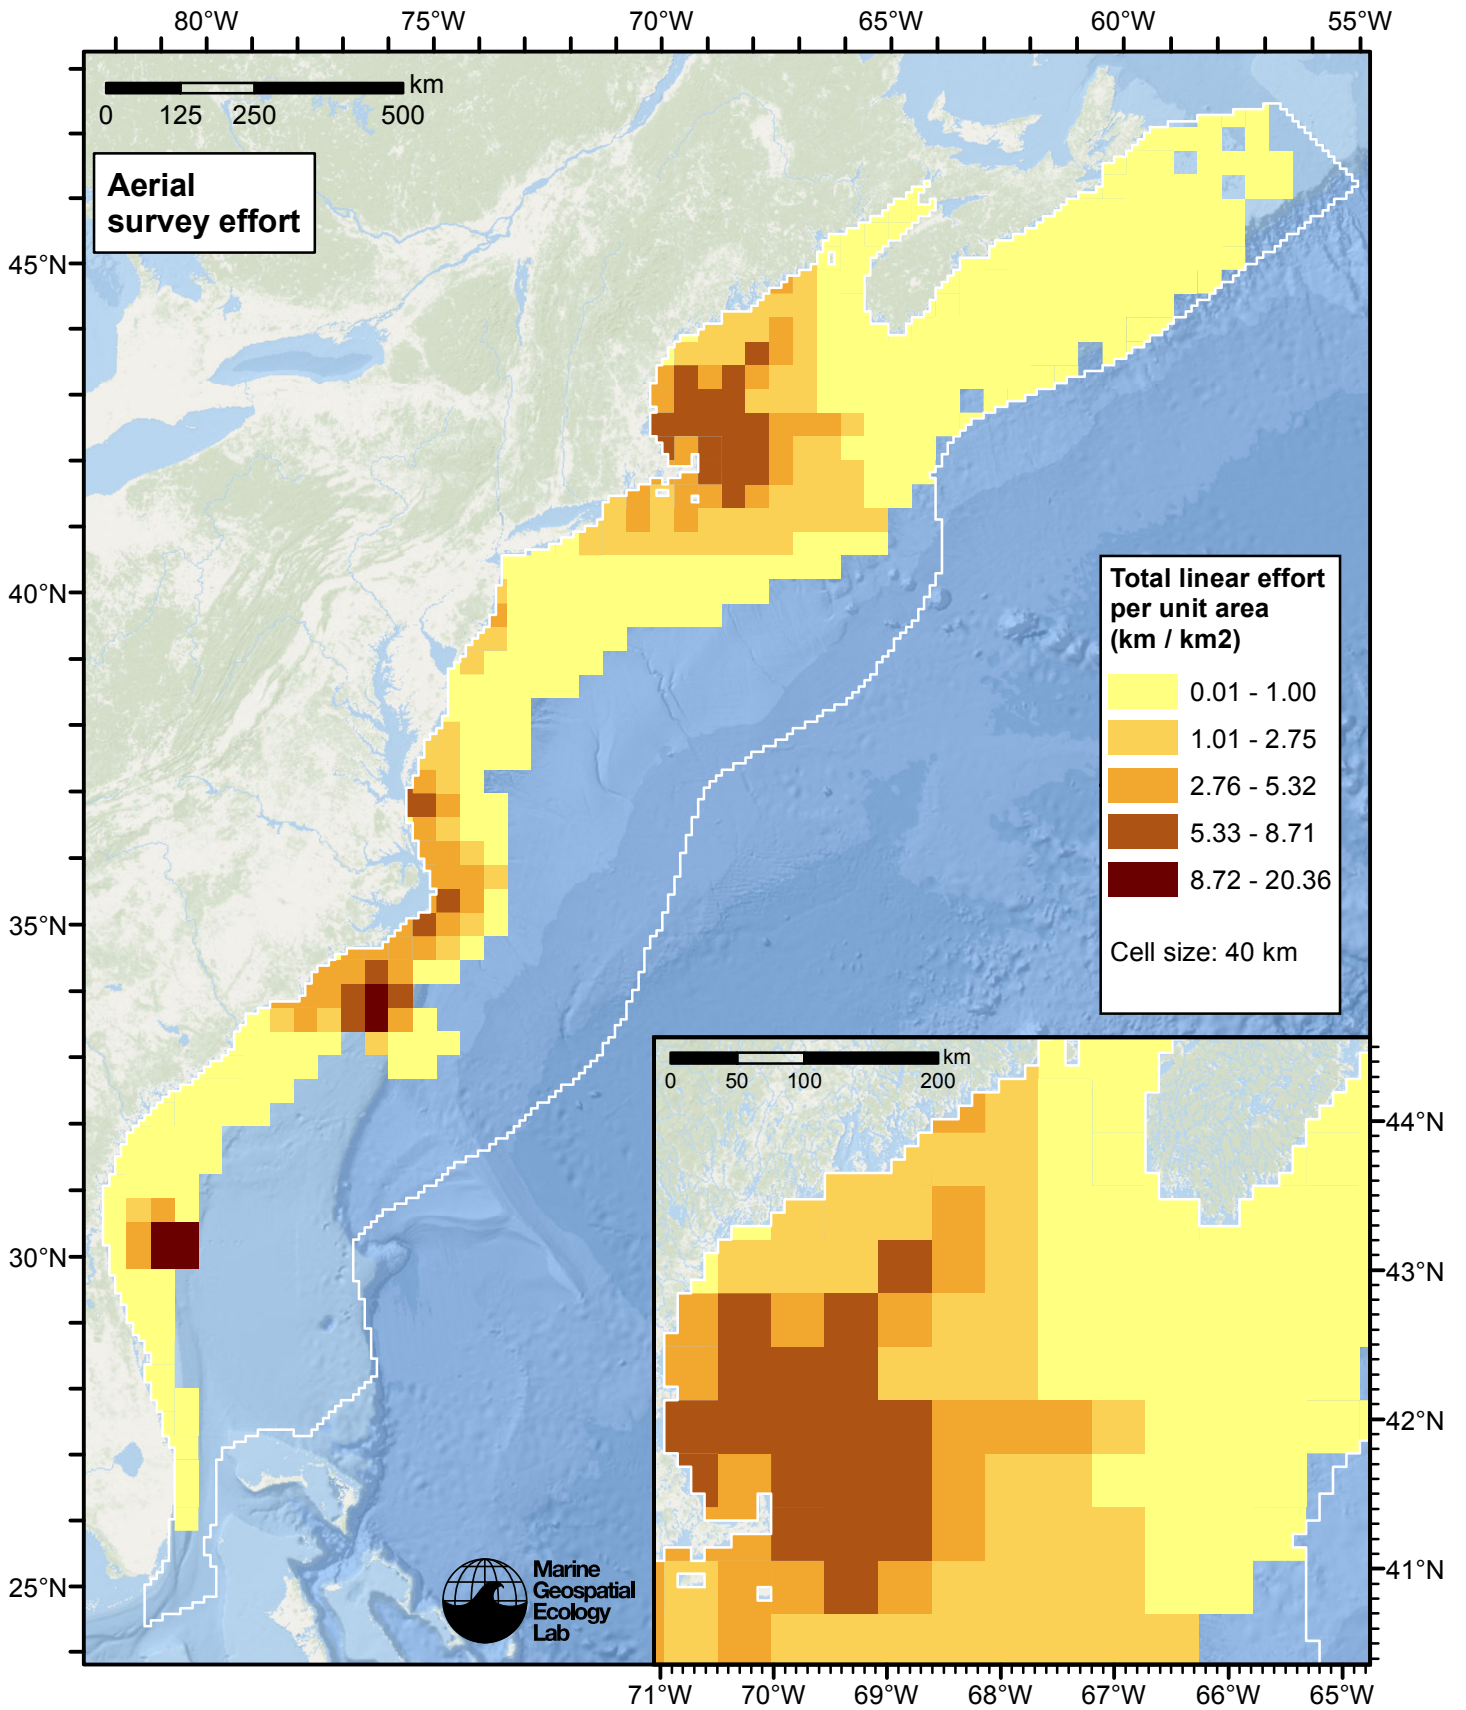 80°W 75°W 70°W 65°W 60°W 55°W
km
0 125 250 500
Aerial
survey effort
45°N
40°N
35°N
30°N
25°N
Total linear effort
per unit area
(km / km2)
0.01 - 1.00
1.01 - 2.75
2.76 - 5.32
5.33 - 8.71
8.72 - 20.36
Cell size: 40 km
km
0 50 100 200
44°N
43°N
42°N
41°N
Marine
Geospatial
Ecology
Lab
71°W 70°W 69°W 68°W 67°W 66°W 65°W